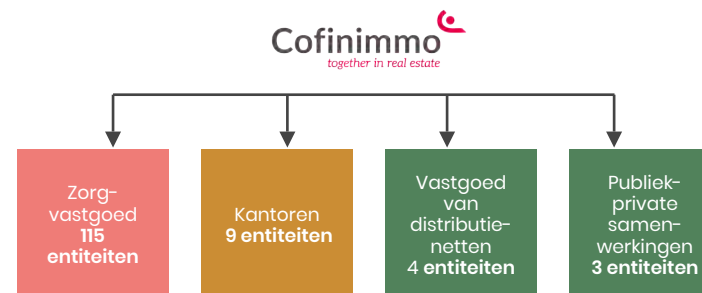 Cofinimmo
together in real estate
Zorg-
vastgoed
115
entiteiten
Kantoren
9 entiteiten
Vastgoed
van
distributie-
netten
4 entiteiten
Publiek-
private
samen-
werkingen
3 entiteiten